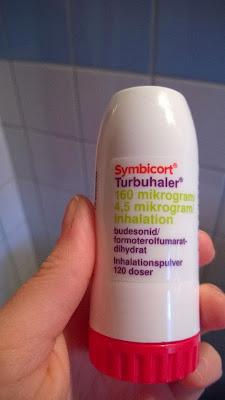 Symbicort®
Turbuhaler®
160 mikrogram/
4,5 mikrogram/
inhalation
budesonid/
formoterolfumarat-
dihydrat
Inhalationspulver
120 doser